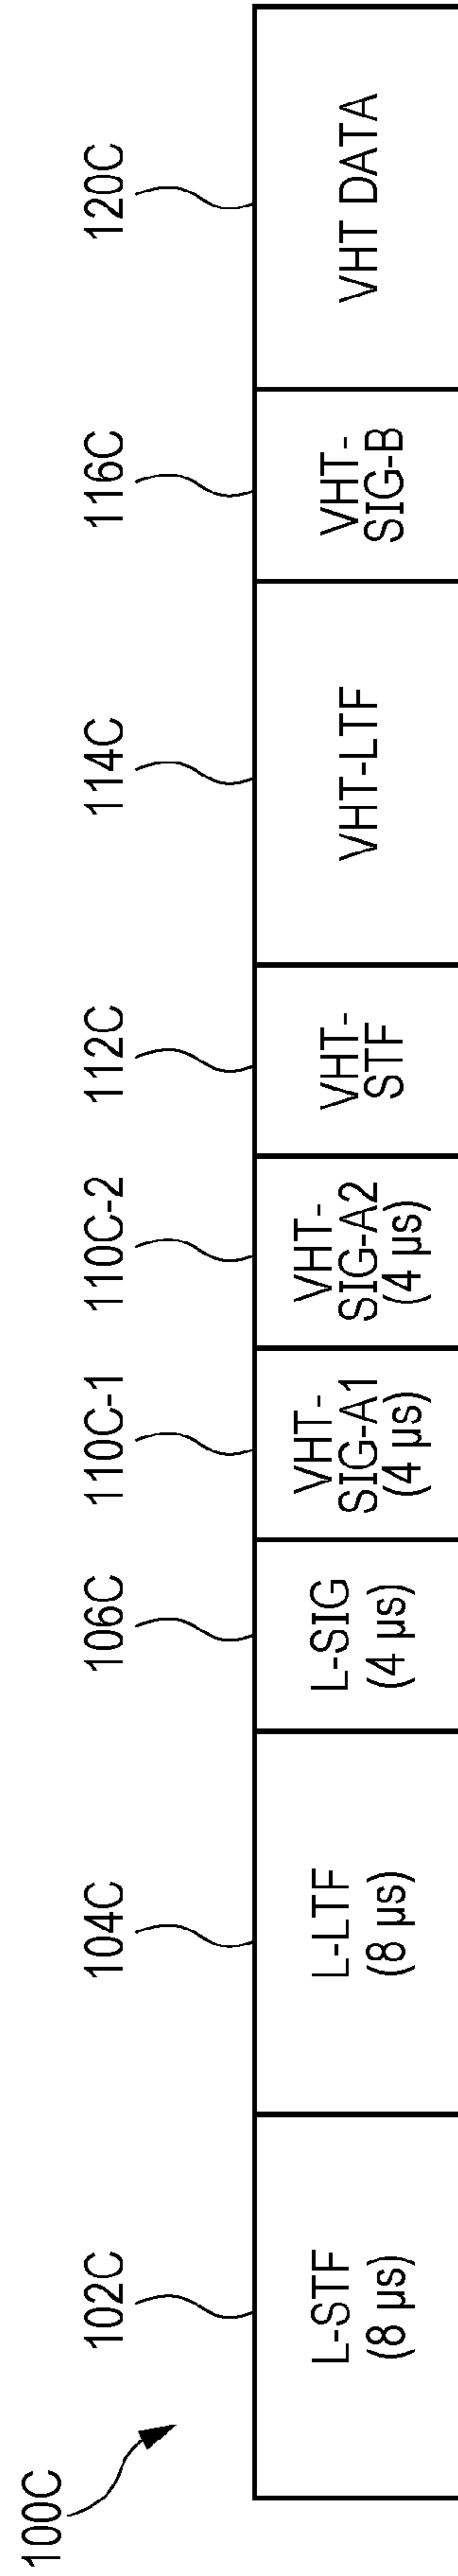 100C
102C
104C
106C
110C-1
110C-2
112C
114C
116C
120C
L-STF
(8 µs)
L-LTF
(8 µs)
L-SIG
(4 µs)
VHT-
SIG-A1
(4 µs)
VHT-
SIG-A2
(4 µs)
VHT-
STF
VHT-LTF
VHT-
SIG-B
VHT DATA